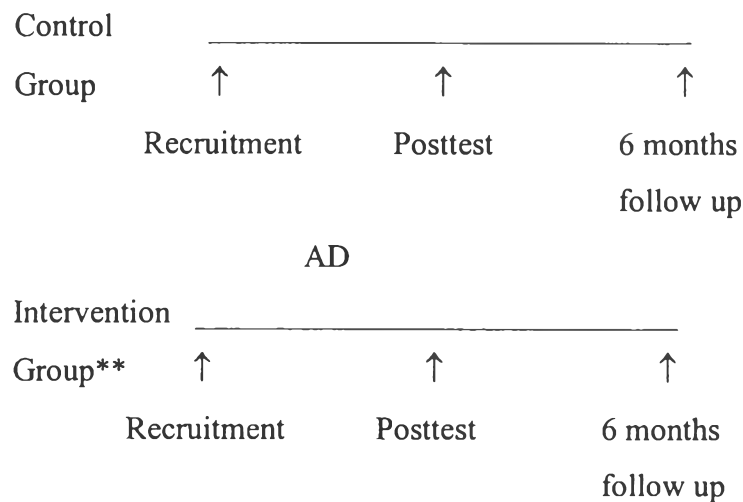 Control
Group ↑ ↑ ↑
Recruitment Posttest 6 months
follow up
AD
Intervention
Group** ↑ ↑ ↑
Recruitment Posttest 6 months
follow up